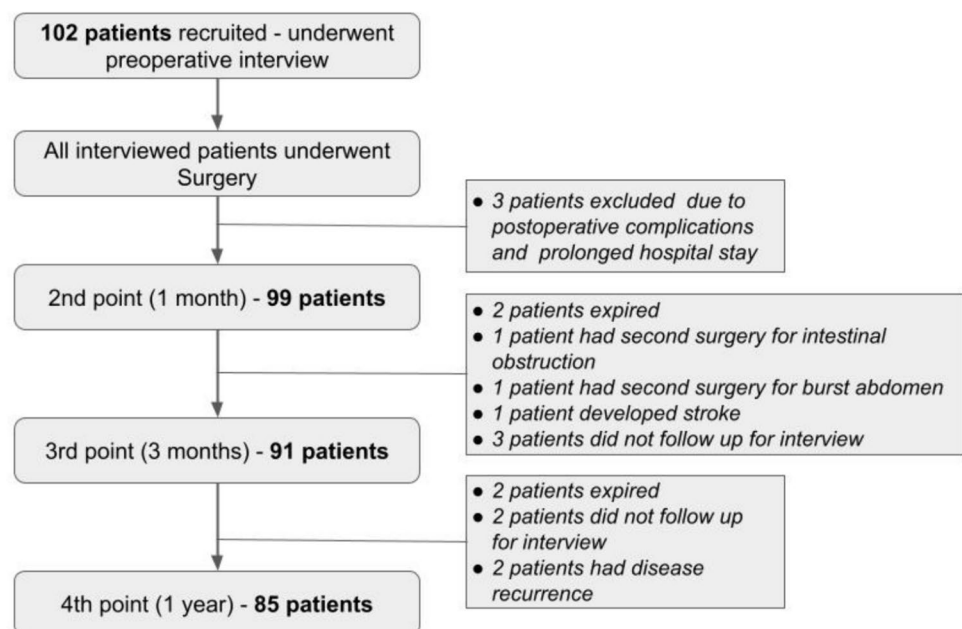 102 patients recruited - underwent
preoperative interview
All interviewed patients underwent
Surgery
● 3 patients excluded due to
postoperative complications
and prolonged hospital stay
2nd point (1 month) - 99 patients
● 2 patients expired
● 1 patient had second surgery for intestinal
obstruction
● 1 patient had second surgery for burst abdomen
● 1 patient developed stroke
● 3 patients did not follow up for interview
3rd point (3 months) - 91 patients
● 2 patients expired
● 2 patients did not follow up
for interview
● 2 patients had disease
recurrence
4th point (1 year) - 85 patients